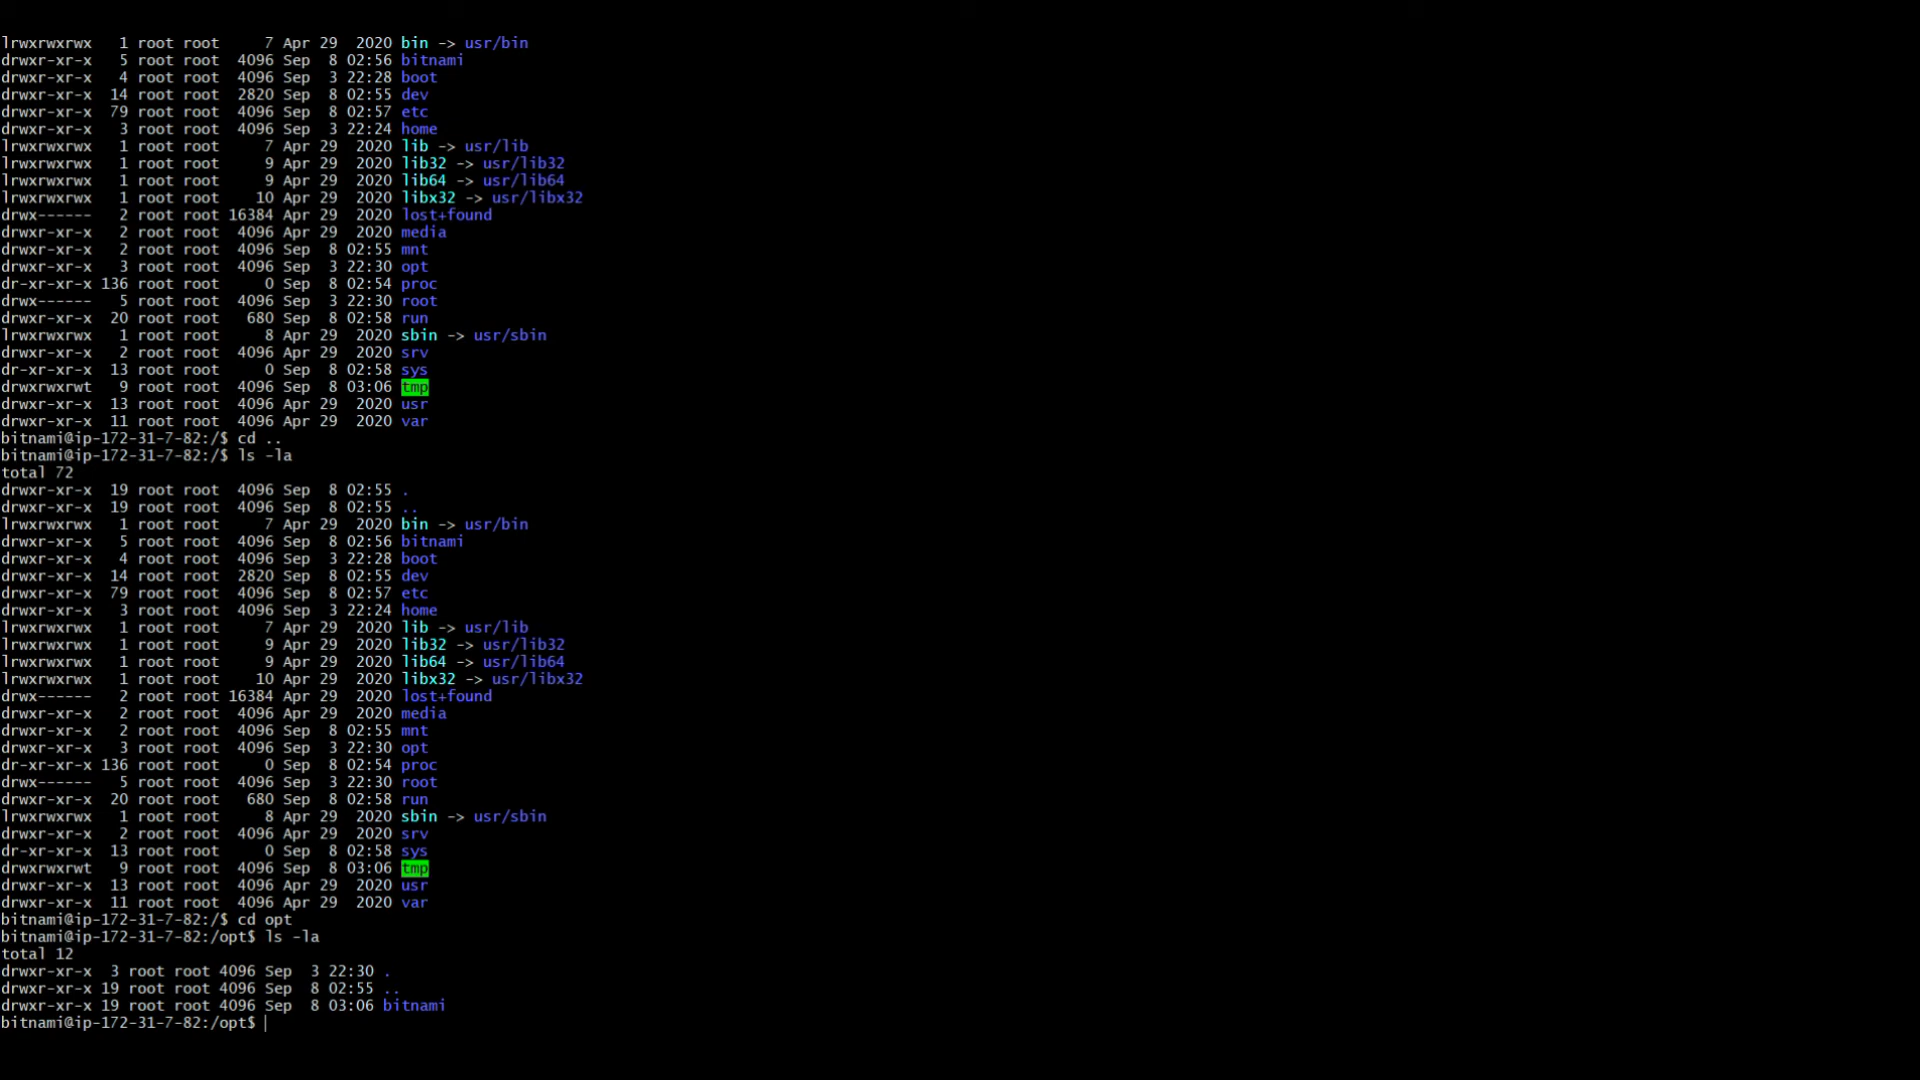 lrwxrwxrwx   1 root root     7 Apr 29  2020 bin -> usr/bin
drwxr-xr-x   5 root root  4096 Sep  8 02:56 bitnami
drwxr-xr-x   4 root root  4096 Sep  3 22:28 boot
drwxr-xr-x  14 root root  2820 Sep  8 02:55 dev
drwxr-xr-x  79 root root  4096 Sep  8 02:57 etc
drwxr-xr-x   3 root root  4096 Sep  3 22:24 home
lrwxrwxrwx   1 root root     7 Apr 29  2020 lib -> usr/lib
lrwxrwxrwx   1 root root     9 Apr 29  2020 lib32 -> usr/lib32
lrwxrwxrwx   1 root root     9 Apr 29  2020 lib64 -> usr/lib64
lrwxrwxrwx   1 root root    10 Apr 29  2020 libx32 -> usr/libx32
drwx------   2 root root 16384 Apr 29  2020 lost+found
drwxr-xr-x   2 root root  4096 Apr 29  2020 media
drwxr-xr-x   2 root root  4096 Sep  8 02:55 mnt
drwxr-xr-x   3 root root  4096 Sep  3 22:30 opt
dr-xr-xr-x 136 root root     0 Sep  8 02:54 proc
drwx------   5 root root  4096 Sep  3 22:30 root
drwxr-xr-x  20 root root   680 Sep  8 02:58 run
lrwxrwxrwx   1 root root     8 Apr 29  2020 sbin -> usr/sbin
drwxr-xr-x   2 root root  4096 Apr 29  2020 srv
dr-xr-xr-x  13 root root     0 Sep  8 02:58 sys
drwxrwxrwt   9 root root  4096 Sep  8 03:06 tmp
drwxr-xr-x  13 root root  4096 Apr 29  2020 usr
drwxr-xr-x  11 root root  4096 Apr 29  2020 var
bitnami@ip-172-31-7-82:/$ cd ..
bitnami@ip-172-31-7-82:/$ ls -la
total 72
drwxr-xr-x  19 root root  4096 Sep  8 02:55 .
drwxr-xr-x  19 root root  4096 Sep  8 02:55 ..
lrwxrwxrwx   1 root root     7 Apr 29  2020 bin -> usr/bin
drwxr-xr-x   5 root root  4096 Sep  8 02:56 bitnami
drwxr-xr-x   4 root root  4096 Sep  3 22:28 boot
drwxr-xr-x  14 root root  2820 Sep  8 02:55 dev
drwxr-xr-x  79 root root  4096 Sep  8 02:57 etc
drwxr-xr-x   3 root root  4096 Sep  3 22:24 home
lrwxrwxrwx   1 root root     7 Apr 29  2020 lib -> usr/lib
lrwxrwxrwx   1 root root     9 Apr 29  2020 lib32 -> usr/lib32
lrwxrwxrwx   1 root root     9 Apr 29  2020 lib64 -> usr/lib64
lrwxrwxrwx   1 root root    10 Apr 29  2020 libx32 -> usr/libx32
drwx------   2 root root 16384 Apr 29  2020 lost+found
drwxr-xr-x   2 root root  4096 Apr 29  2020 media
drwxr-xr-x   2 root root  4096 Sep  8 02:55 mnt
drwxr-xr-x   3 root root  4096 Sep  3 22:30 opt
dr-xr-xr-x 136 root root     0 Sep  8 02:54 proc
drwx------   5 root root  4096 Sep  3 22:30 root
drwxr-xr-x  20 root root   680 Sep  8 02:58 run
lrwxrwxrwx   1 root root     8 Apr 29  2020 sbin -> usr/sbin
drwxr-xr-x   2 root root  4096 Apr 29  2020 srv
dr-xr-xr-x  13 root root     0 Sep  8 02:58 sys
drwxrwxrwt   9 root root  4096 Sep  8 03:06 tmp
drwxr-xr-x  13 root root  4096 Apr 29  2020 usr
drwxr-xr-x  11 root root  4096 Apr 29  2020 var
bitnami@ip-172-31-7-82:/$ cd opt
bitnami@ip-172-31-7-82:/opt$ ls -la
total 12
drwxr-xr-x  3 root root 4096 Sep  3 22:30 .
drwxr-xr-x 19 root root 4096 Sep  8 02:55 ..
drwxr-xr-x 19 root root 4096 Sep  8 03:06 bitnami
bitnami@ip-172-31-7-82:/opt$